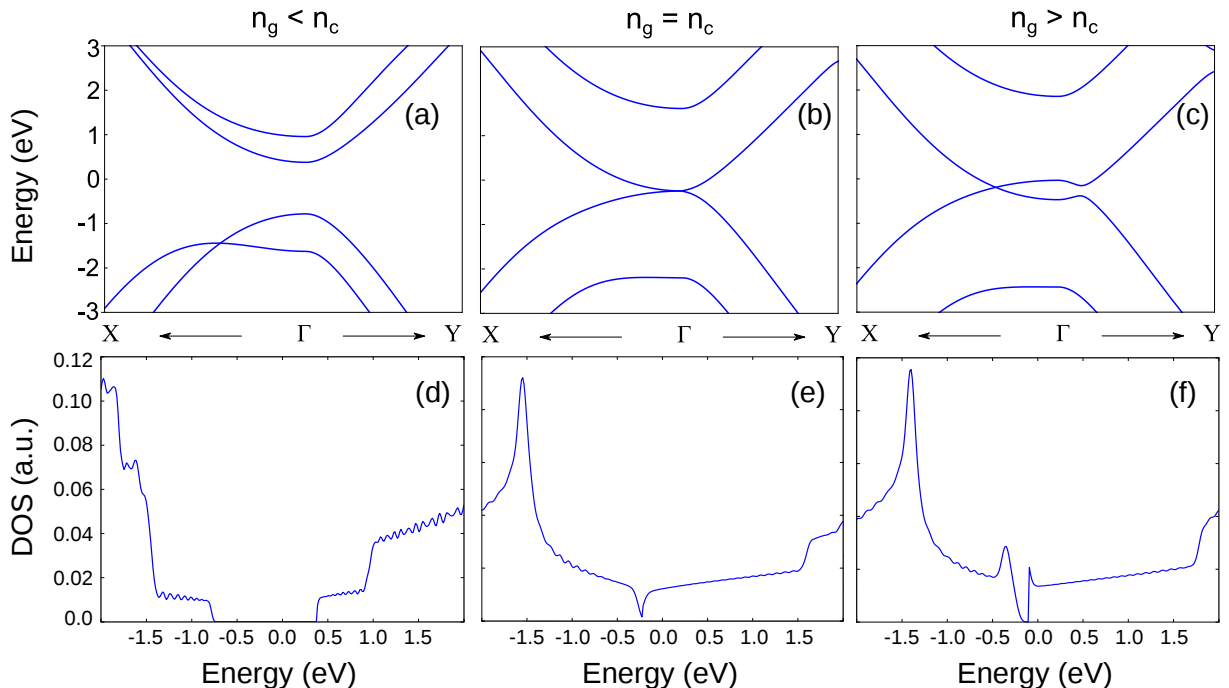 n_g < n_c n_g = n_c n_g > n_c
Energy (eV)
3
2
1
0
-1
-2
-3
(a) (b) (c)
X Γ Y X Γ Y X Γ Y
DOS (a.u.)
0.12
0.10
0.08
0.06
0.04
0.02
0.0
(d) (e) (f)
-1.5 -1.0 -0.5 0.0 0.5 1.0 1.5 -1.5 -1.0 -0.5 0.0 0.5 1.0 1.5 -1.5 -1.0 -0.5 0.0 0.5 1.0 1.5
Energy (eV) Energy (eV) Energy (eV)